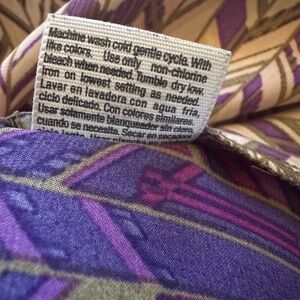 Machine wash cold gentle cycle. With
like colors. Use only non-chlorine
bleach when needed. Tumble dry low.
Iron on lowest setting as needed.
Lavar en lavadora con agua fria,
ciclo delicado. Con colores similares.
usar solamente blanqueador sin cloro
cuando se necesite. Secar en